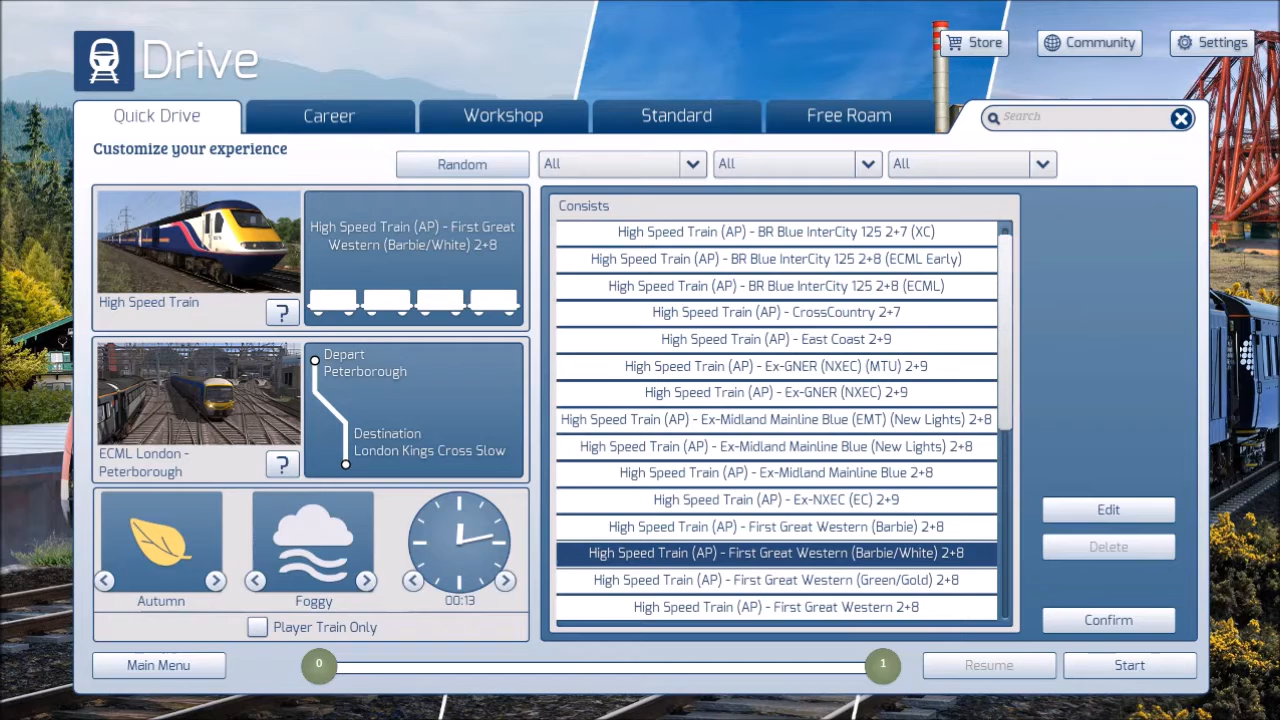 Drive
Store
Community
Settings
Quick Drive
Career
Workshop
Standard
Free Roam
Search
Customize your experience
Random
All
All
All
High Speed Train
?
High Speed Train (AP) - First Great
Western (Barbie/White) 2+8
ECML London -
Peterborough
?
Depart
Peterborough
Destination
London Kings Cross Slow
Autumn
Foggy
00:13
Player Train Only
Consists
High Speed Train (AP) - BR Blue InterCity 125 2+7 (XC)
High Speed Train (AP) - BR Blue InterCity 125 2+8 (ECML Early)
High Speed Train (AP) - BR Blue InterCity 125 2+8 (ECML)
High Speed Train (AP) - CrossCountry 2+7
High Speed Train (AP) - East Coast 2+9
High Speed Train (AP) - Ex-GNER (NXEC) (MTU) 2+9
High Speed Train (AP) - Ex-GNER (NXEC) 2+9
High Speed Train (AP) - Ex-Midland Mainline Blue (EMT) (New Lights) 2+8
High Speed Train (AP) - Ex-Midland Mainline Blue (New Lights) 2+8
High Speed Train (AP) - Ex-Midland Mainline Blue 2+8
High Speed Train (AP) - Ex-NXEC (EC) 2+9
High Speed Train (AP) - First Great Western (Barbie) 2+8
High Speed Train (AP) - First Great Western (Barbie/White) 2+8
High Speed Train (AP) - First Great Western (Green/Gold) 2+8
High Speed Train (AP) - First Great Western 2+8
Edit
Delete
Confirm
Main Menu
0
1
Resume
Start